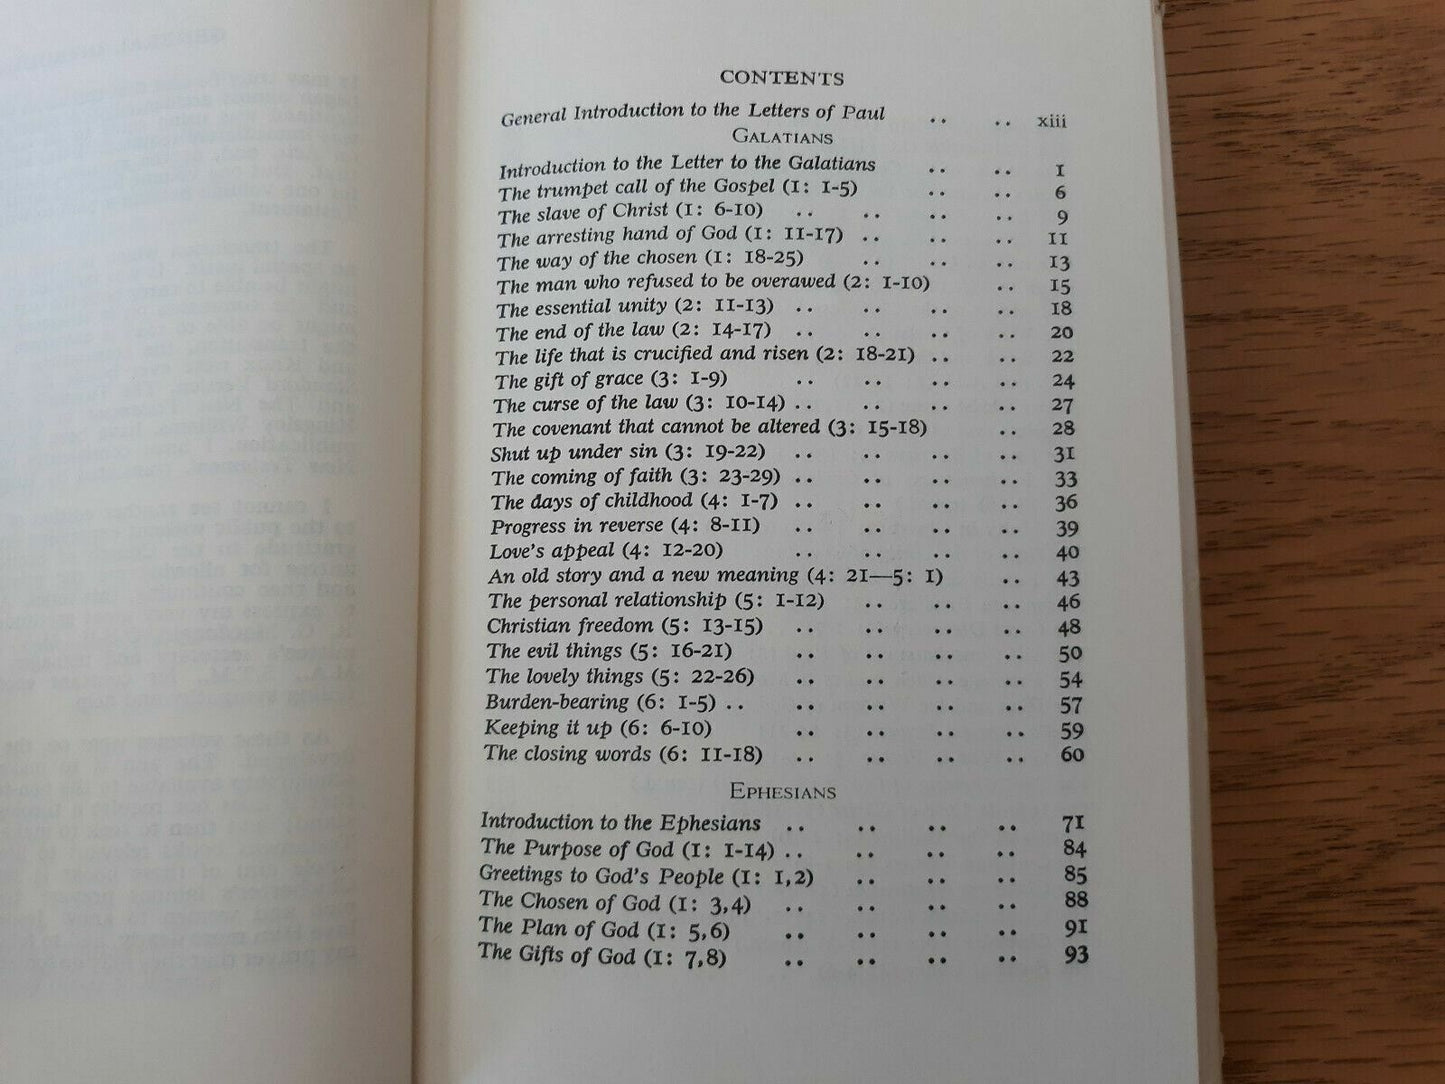 CONTENTS
General Introduction to the Letters of Paul .. .. xiii
GALATIANS
Introduction to the Letter to the Galatians .. .. 1
The trumpet call of the Gospel (1: 1-5) .. .. 6
The slave of Christ (1: 6-10) .. .. .. .. 9
The arresting hand of God (1: 11-17) .. .. .. 11
The way of the chosen (1: 18-25) .. .. .. 13
The man who refused to be overawed (2: 1-10) .. 15
The essential unity (2: 11-13) .. .. .. .. 18
The end of the law (2: 14-17) .. .. .. .. 20
The life that is crucified and risen (2: 18-21) .. .. 22
The gift of grace (3: 1-9) .. .. .. .. 24
The curse of the law (3: 10-14) .. .. .. .. 27
The covenant that cannot be altered (3: 15-18) .. 28
Shut up under sin (3: 19-22) .. .. .. .. 31
The coming of faith (3: 23-29) .. .. .. .. 33
The days of childhood (4: 1-7) .. .. .. .. 36
Progress in reverse (4: 8-11) .. .. .. .. 39
Love's appeal (4: 12-20) .. .. .. .. 40
An old story and a new meaning (4: 21—5: 1) .. 43
The personal relationship (5: 1-12) .. .. .. 46
Christian freedom (5: 13-15) .. .. .. .. 48
The evil things (5: 16-21) .. .. .. .. 50
The lovely things (5: 22-26) .. .. .. .. 54
Burden-bearing (6: 1-5) .. .. .. .. .. 57
Keeping it up (6: 6-10) .. .. .. .. 59
The closing words (6: 11-18) .. .. .. .. 60
EPHESIANS
Introduction to the Ephesians .. .. .. .. 71
The Purpose of God (1: 1-14) .. .. .. .. 84
Greetings to God's People (1: 1,2) .. .. .. 85
The Chosen of God (1: 3,4) .. .. .. .. 88
The Plan of God (1: 5,6) .. .. .. .. 91
The Gifts of God (1: 7,8) .. .. .. .. 93